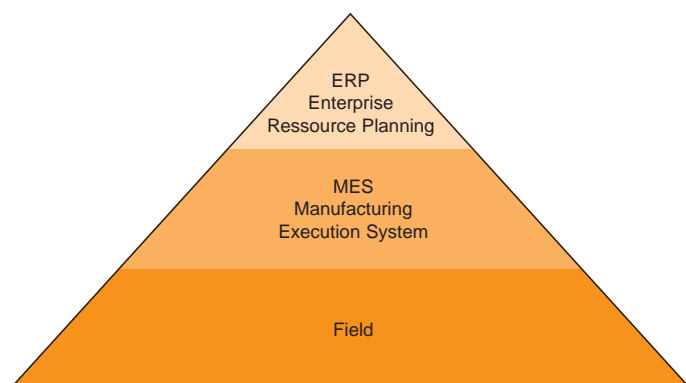 ERP
Enterprise
Ressource Planning
MES
Manufacturing
Execution System
Field